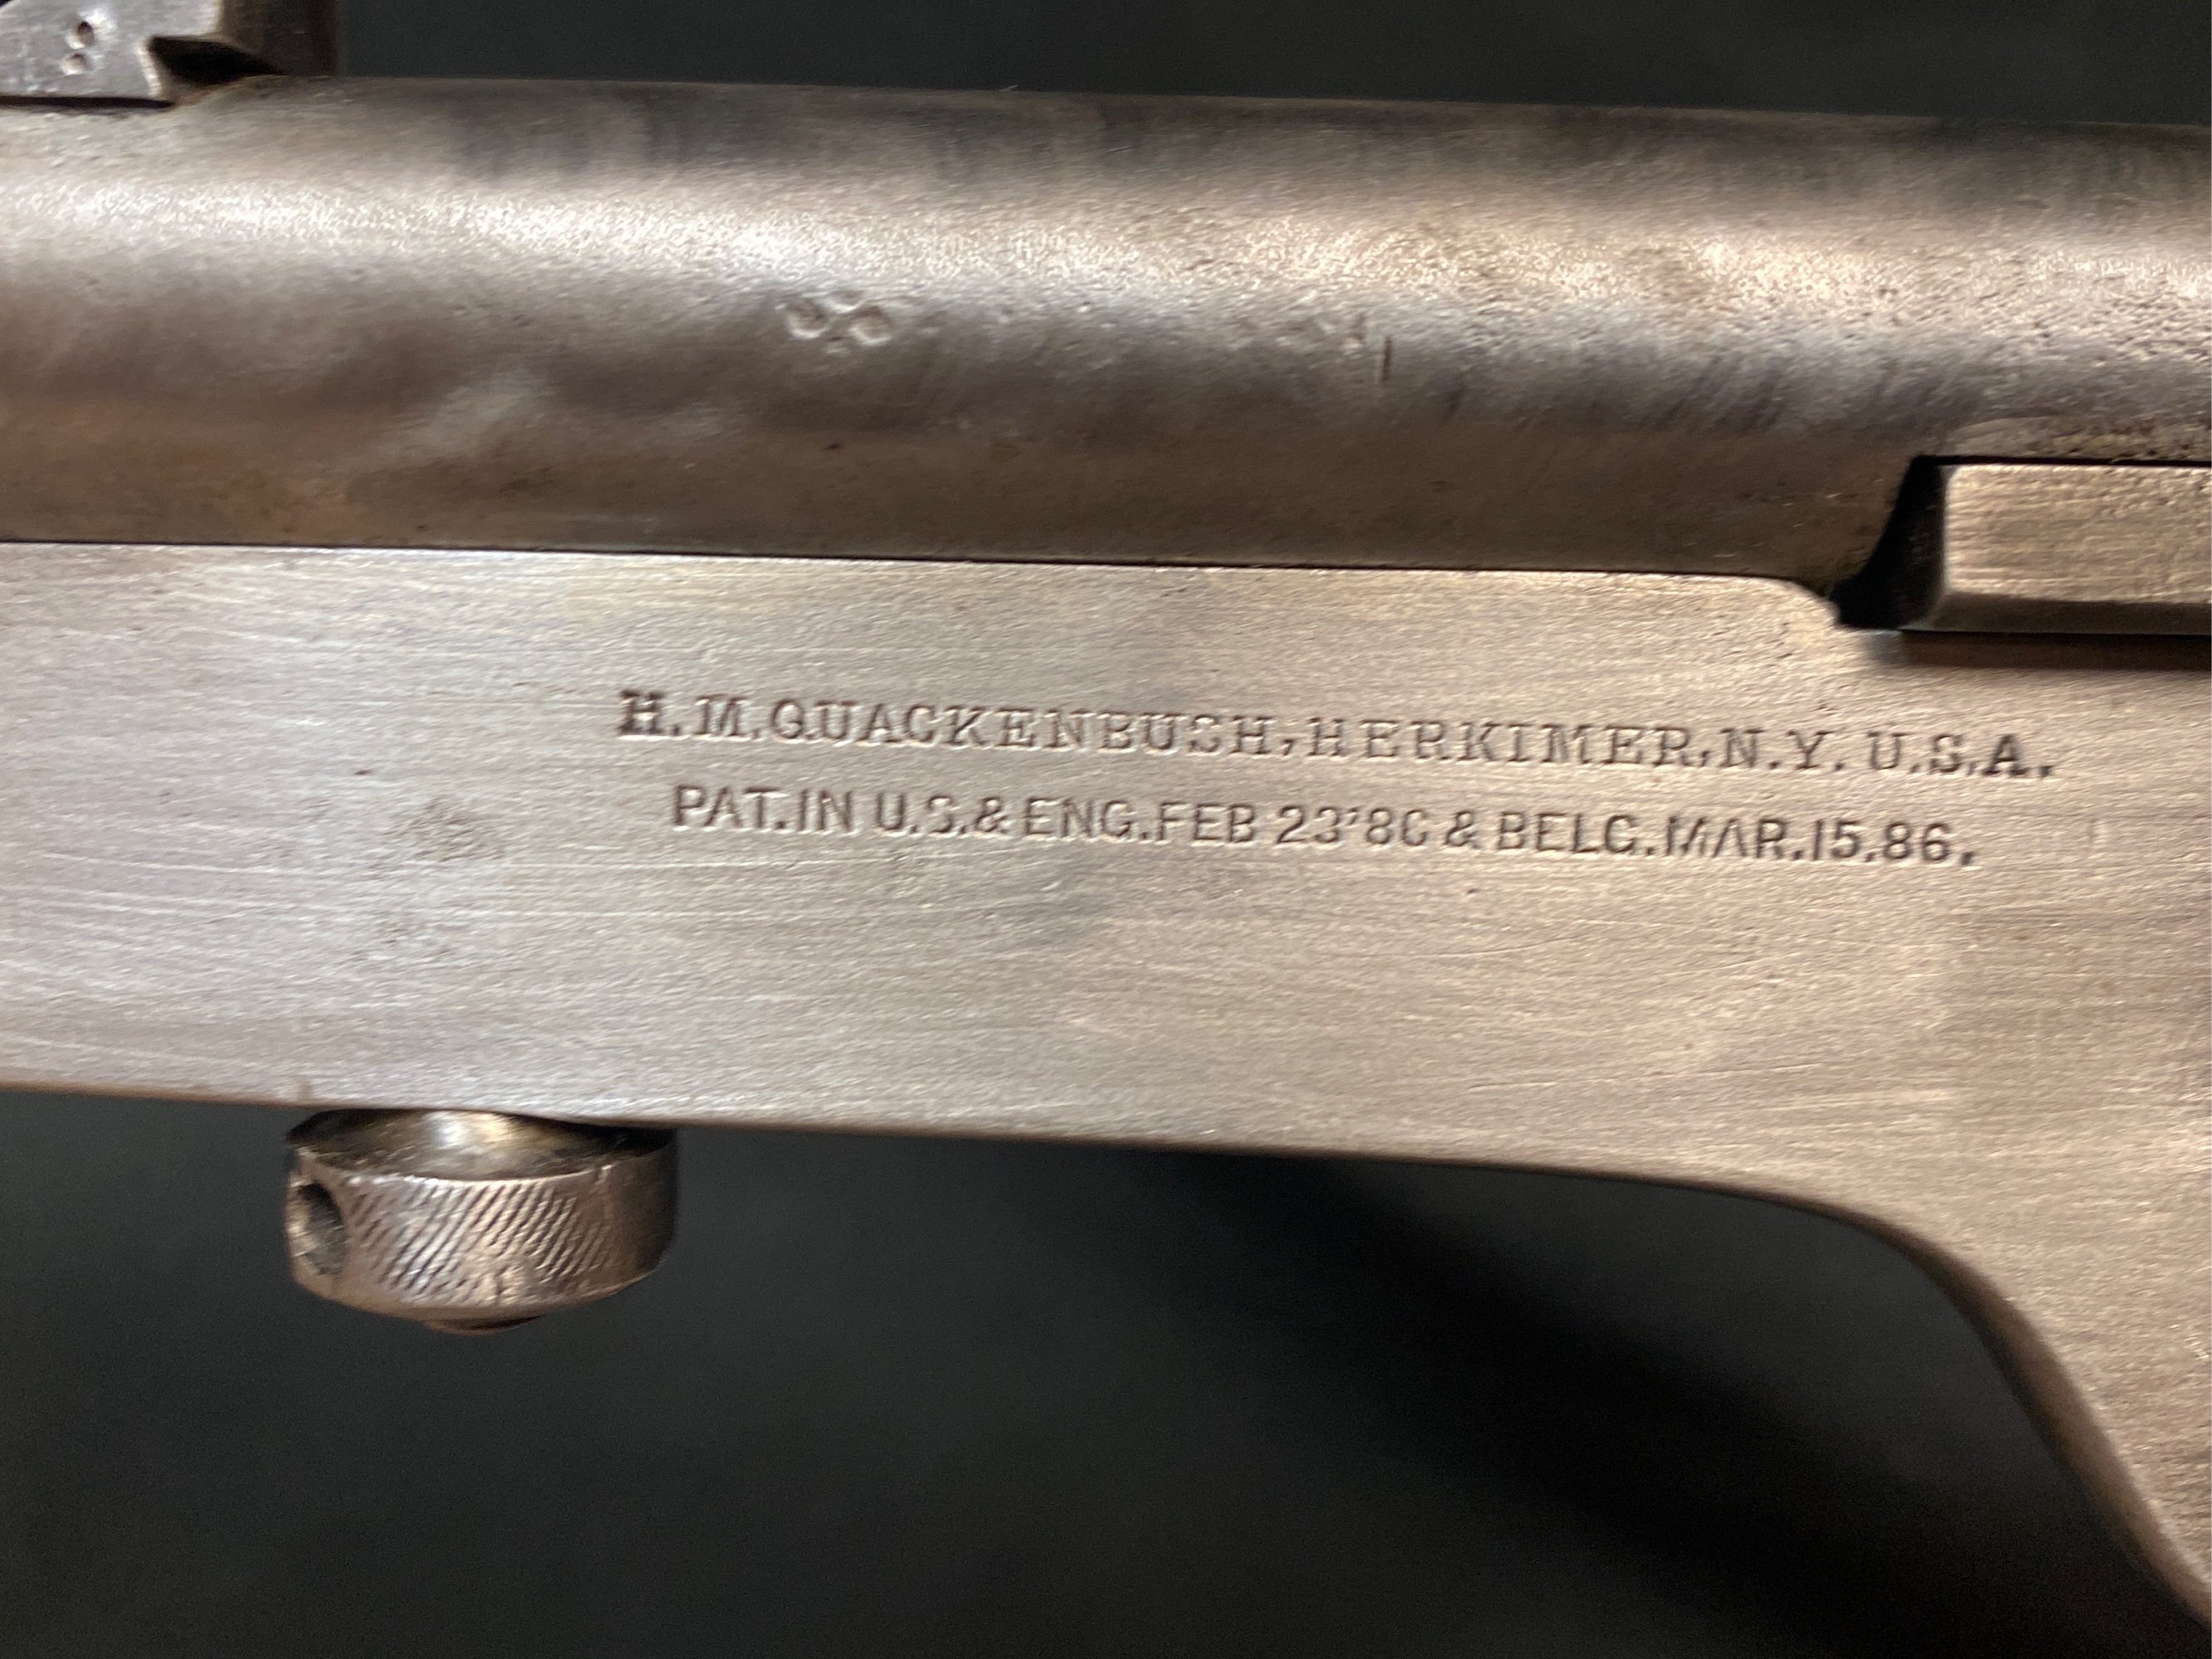 H.M.QUACKENBUSH,HERKIMER,N.Y. U.S.A.
PAT.IN U.S.& ENG.FEB 23'86 & BELG.MAR.15.86.